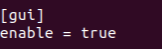 [gui]
enable = true